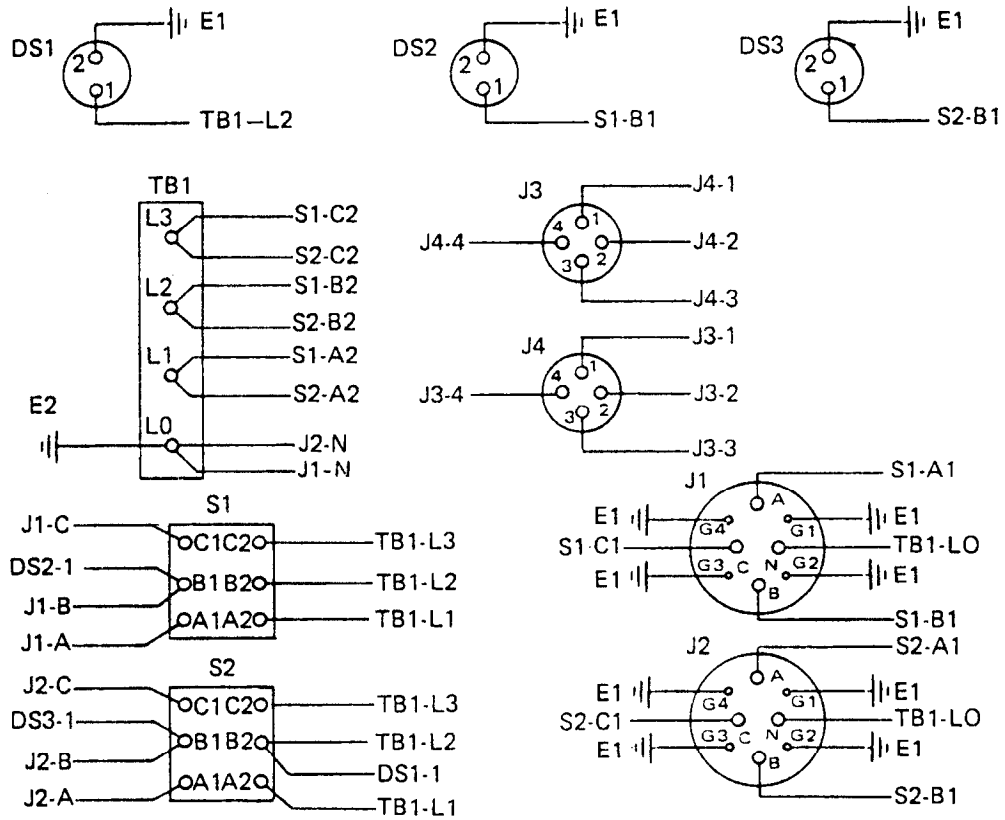 DS1 2 1 E1 TB1-L2
DS2 2 1 E1 S1-B1
DS3 2 1 E1 S2-B1
TB1
L3 S1-C2
S2-C2
L2 S1-B2
S2-B2
L1 S1-A2
S2-A2
E2 L0 J2-N
J1-N
J3 J4-1
1
J4-4 4 2 J4-2
3
J4-3
J4 J3-1
1
J3-4 4 2 J3-2
3
J3-3
S1
J1-C C1 C2 TB1-L3
DS2-1
J1-B B1 B2 TB1-L2
J1-A A1 A2 TB1-L1
S2
J2-C C1 C2 TB1-L3
DS3-1
J2-B B1 B2 TB1-L2
DS1-1
J2-A A1 A2 TB1-L1
J1 A S1-A1
E1 G4 G1 E1
S1-C1 C N TB1-LO
E1 G3 G2 E1
B S1-B1
J2 A S2-A1
E1 G4 G1 E1
S2-C1 C N TB1-LO
E1 G3 G2 E1
B S2-B1